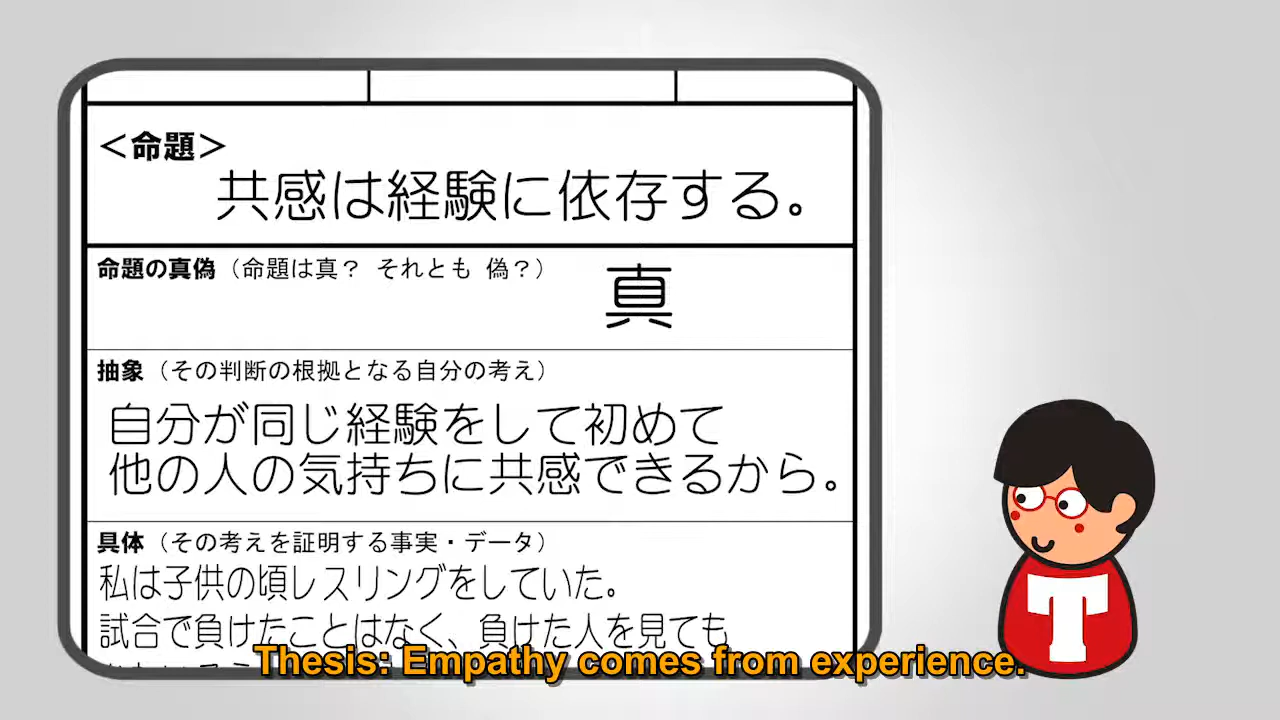 ＜命題＞
共感は経験に依存する。
命題の真偽（命題は真？ それとも 偽？）
真
抽象（その判断の根拠となる自分の考え）
自分が同じ経験をして初めて
他の人の気持ちに共感できるから。
具体（その考えを証明する事実・データ）
私は子供の頃レスリングをしていた。
試合で負けたことはなく、負けた人を見ても
Thesis: Empathy comes from experience.
T